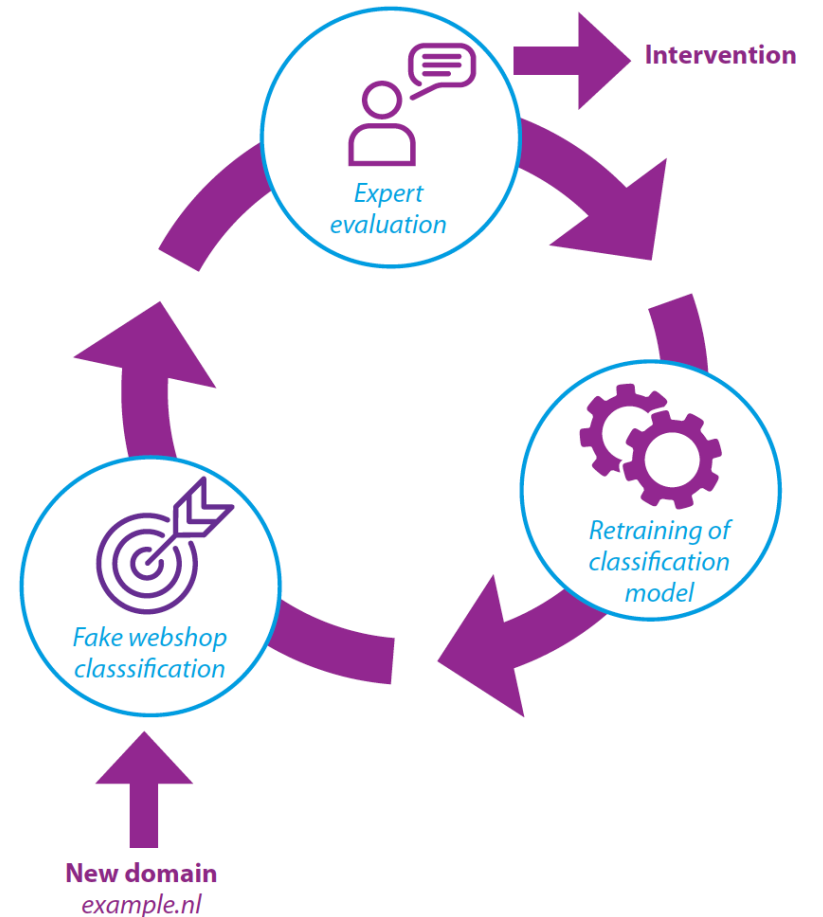 Intervention
Expert
evaluation
Retraining of
classification
model
Fake webshop
classsification
New domain
example.nl